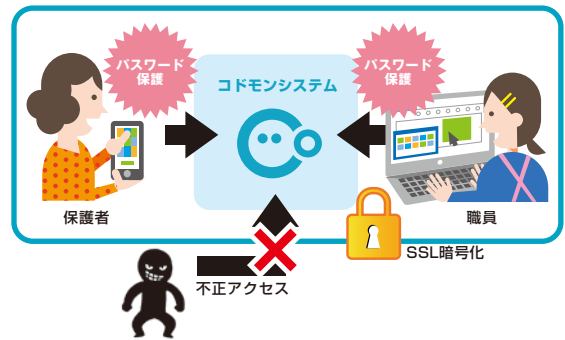 パスワード
保護
コドモンシステム
パスワード
保護
保護者
職員
SSL暗号化
不正アクセス